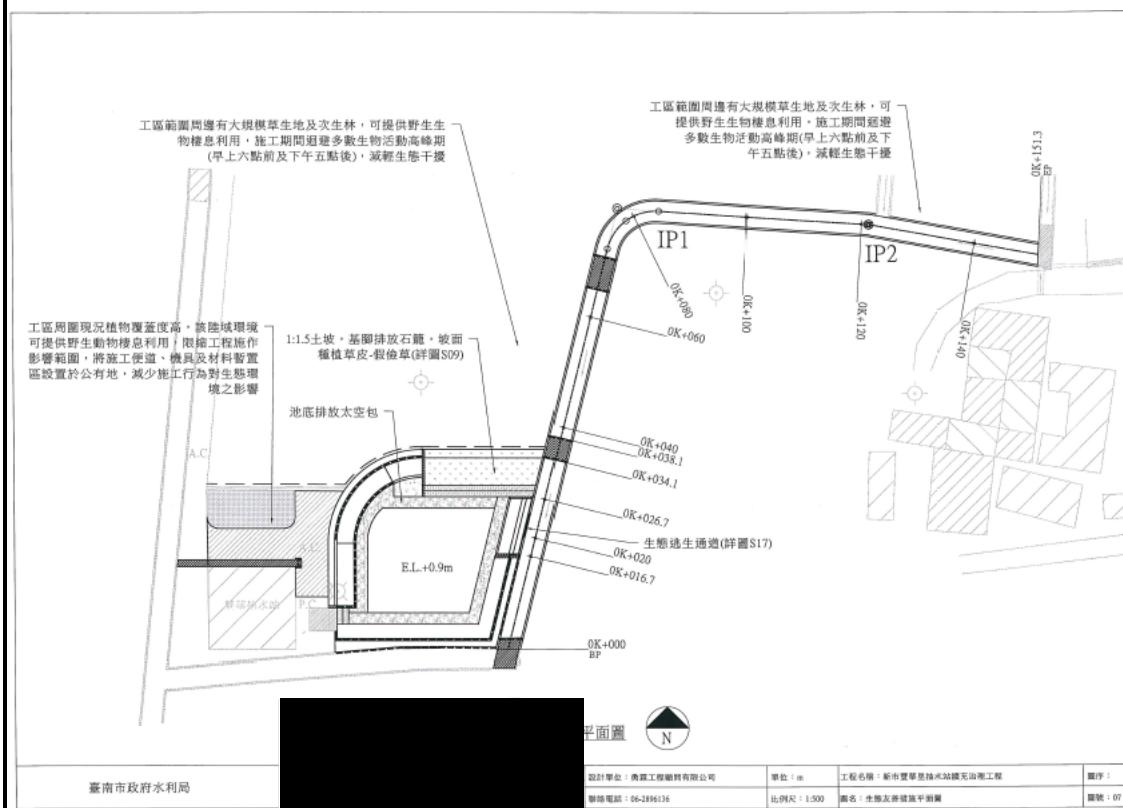 工區範圍周邊有大規模草生地及次生林，可提供野生生
物棲息利用，施工期間迴避多數生物活動高峰期
(早上六點前及下午五點後)，減輕生態干擾
工區範圍周邊有大規模草生地及次生林，可
提供野生生物棲息利用，施工期間迴避
多數生物活動高峰期(早上六點前及下
午五點後)，減輕生態干擾
0K+151.3
EP
IP1
IP2
0K+080
0K+100
0K+120
0K+140
0K+060
工區周圍現況植物覆蓋度高，該陸域環境
可提供野生動物棲息利用，限縮工程施作
影響範圍，將施工便道、機具及材料暫置
區設置於公有地，減少施工行為對生態環
境之影響
1:1.5土坡，基腳排放石籠，坡面
種植草皮-假儉草(詳圖S09)
池底排放太空包
A.C
0K+040
0K+038.1
0K+034.1
0K+026.7
生態逃生通道(詳圖S17)
0K+020
0K+016.7
E.L.+0.9m
P.C
0K+000
BP
平面圖
N
臺南市政府水利局
設計單位：勇霖工程顧問有限公司
聯絡電話：06-2896136
單位：m
比例尺：1:500
工程名稱：新市豐華里抽水站擴充治理工程
圖名：生態友善措施平面圖
圖序：
圖號：07